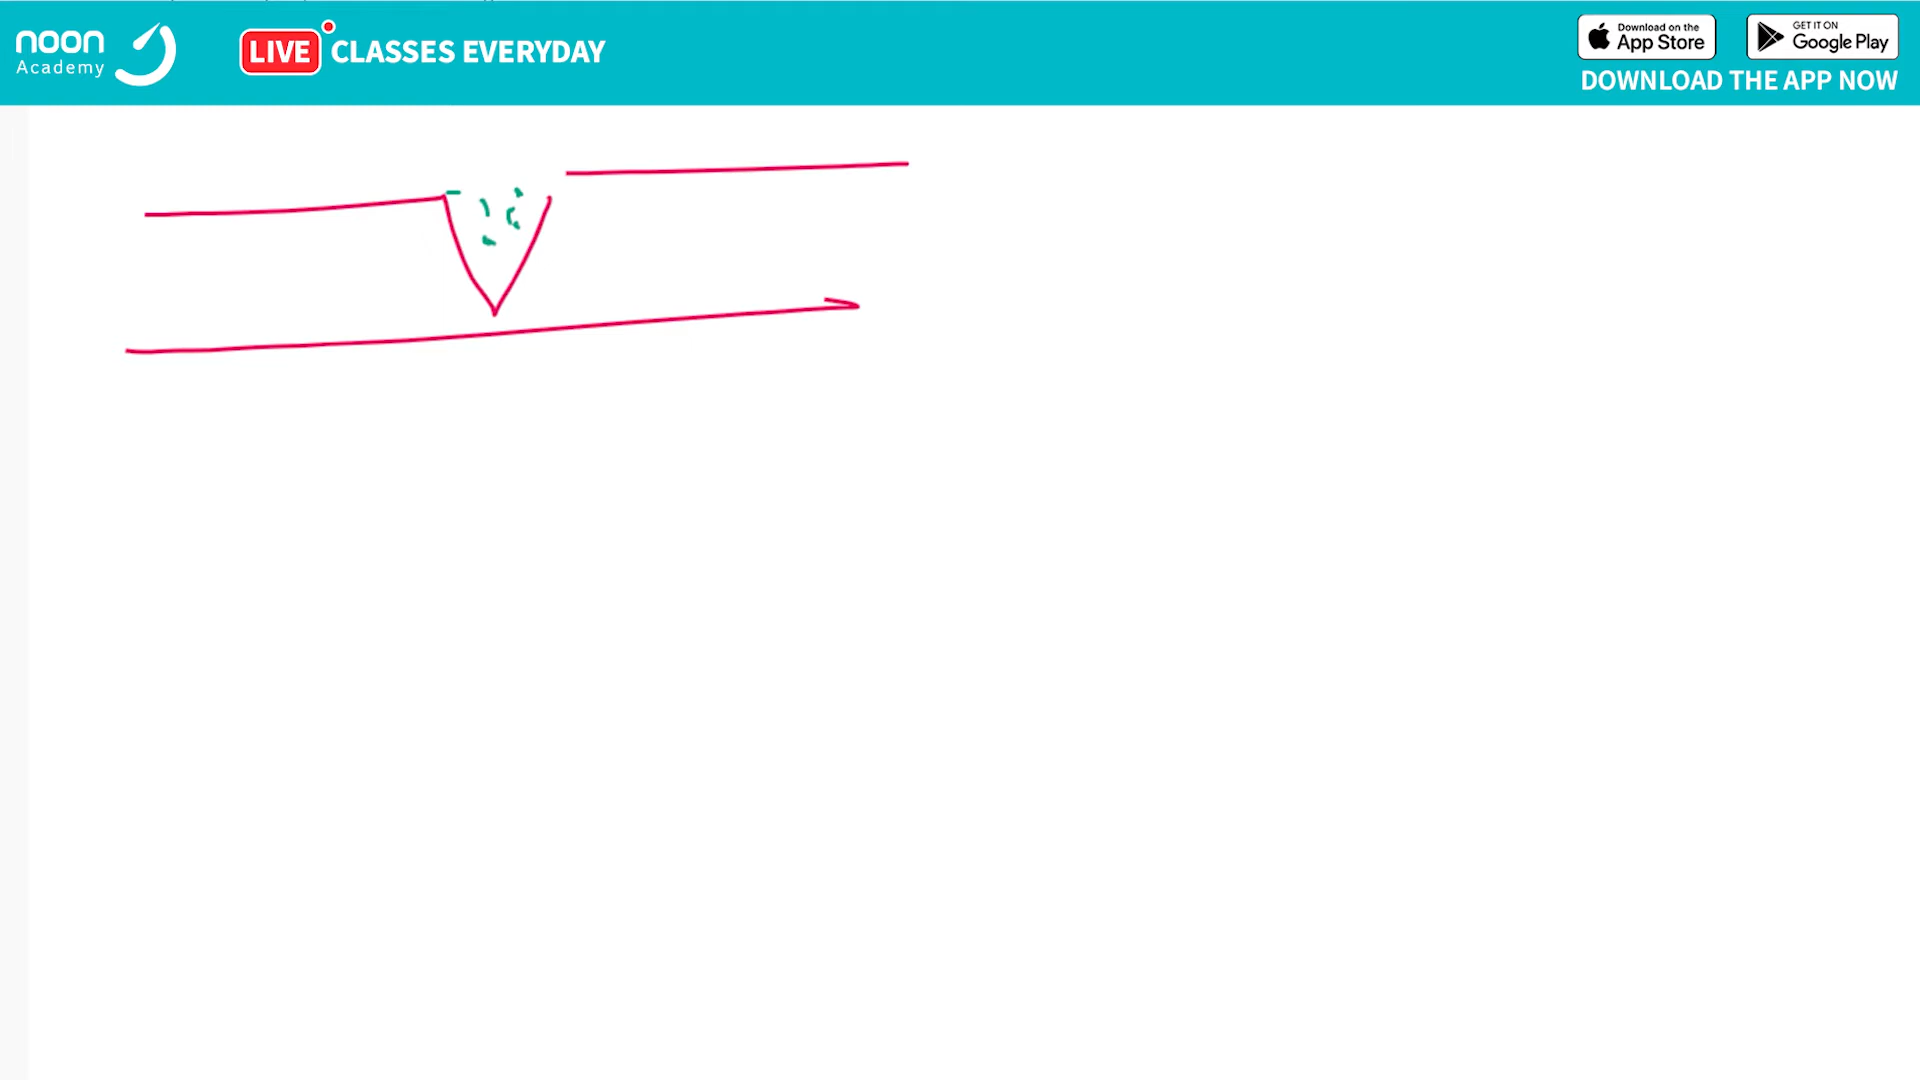 noon
Academy
LIVE CLASSES EVERYDAY
Download on the
App Store
GET IT ON
Google Play
DOWNLOAD THE APP NOW